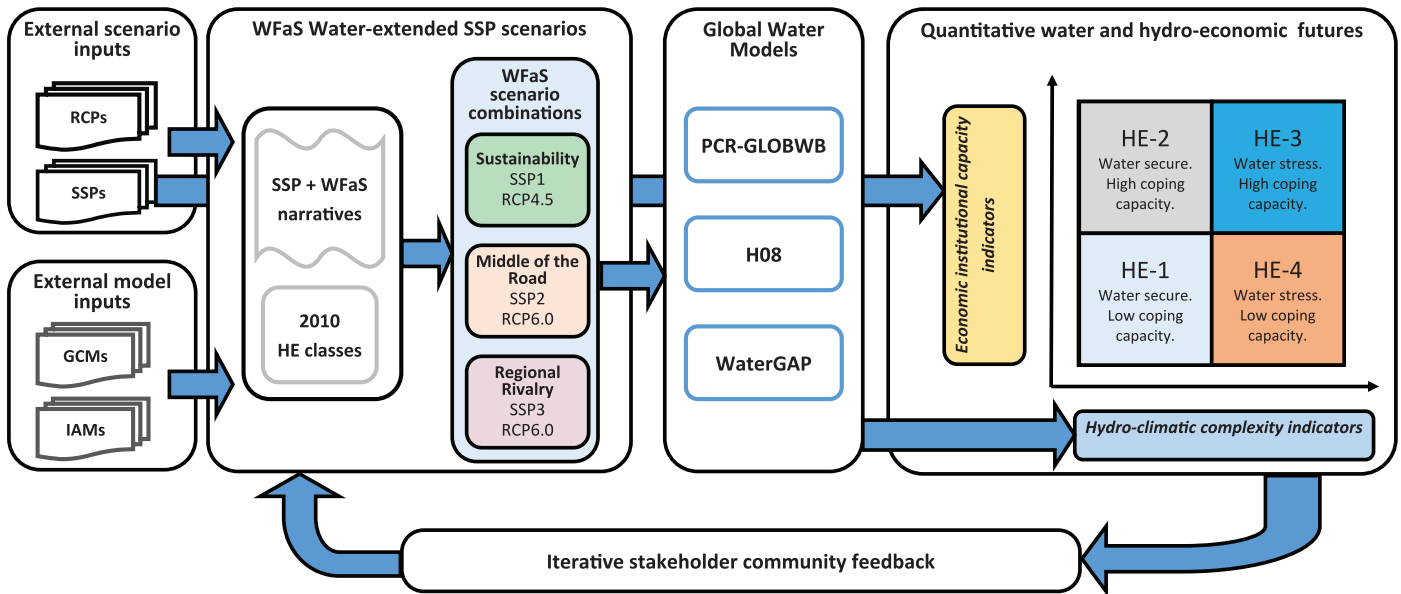 External scenario
inputs
RCPs
SSPs
External model
inputs
GCMs
IAMs
WFaS Water-extended SSP scenarios
SSP + WFaS
narratives
2010
HE classes
WFaS
scenario
combinations
Sustainability
SSP1
RCP4.5
Middle of the
Road
SSP2
RCP6.0
Regional
Rivalry
SSP3
RCP6.0
Global Water
Models
PCR-GLOBWB
H08
WaterGAP
Quantitative water and hydro-economic futures
Economic institutional capacity
indicators
HE-2
Water secure.
High coping
capacity.
HE-3
Water stress.
High coping
capacity.
HE-1
Water secure.
Low coping
capacity.
HE-4
Water stress.
Low coping
capacity.
Hydro-climatic complexity indicators
Iterative stakeholder community feedback